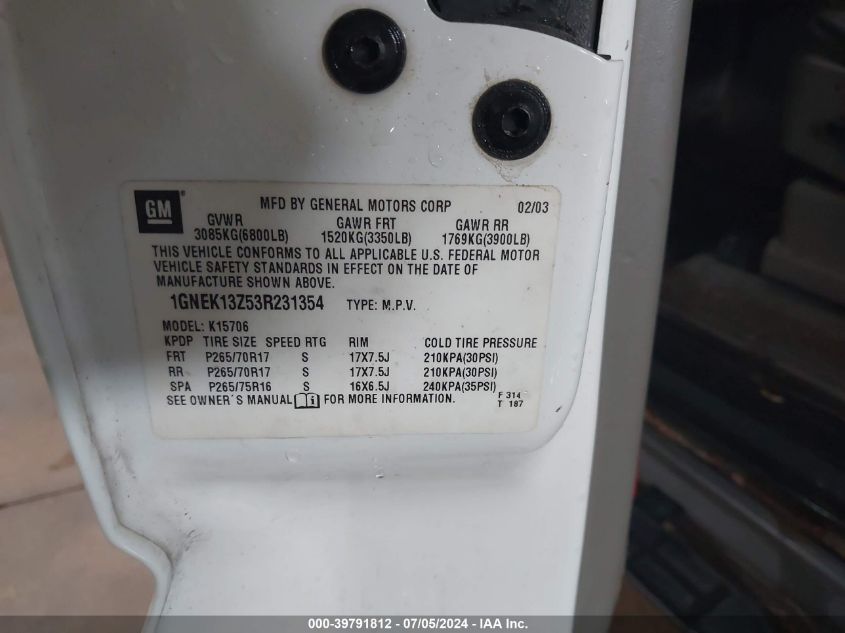 GM ® MFD BY GENERAL MOTORS CORP 02/03
GVWR GAWR FRT GAWR RR
3085KG(6800LB) 1520KG(3350LB) 1769KG(3900LB)
THIS VEHICLE CONFORMS TO ALL APPLICABLE U.S. FEDERAL MOTOR
VEHICLE SAFETY STANDARDS IN EFFECT ON THE DATE OF
MANUFACTURE SHOWN ABOVE.
1GNEK13Z53R231354 TYPE: M.P.V.
MODEL: K15706
KPDP TIRE SIZE SPEED RTG RIM COLD TIRE PRESSURE
FRT P265/70R17 S 17X7.5J 210KPA(30PSI)
RR P265/70R17 S 17X7.5J 210KPA(30PSI)
SPA P265/75R16 S 16X6.5J 240KPA(35PSI)
SEE OWNER'S MANUAL i FOR MORE INFORMATION.
F 314
T 187
000-39791812 - 07/05/2024 - IAA Inc.